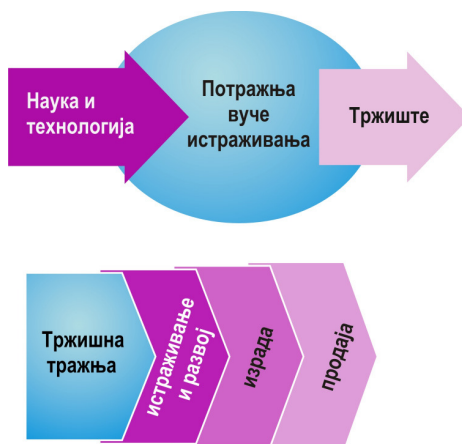 Наука и
технологија
Потражња
вуче
истраживања
Тржиште
Тржишна
тражња
истраживање
и развој
израда
продаја